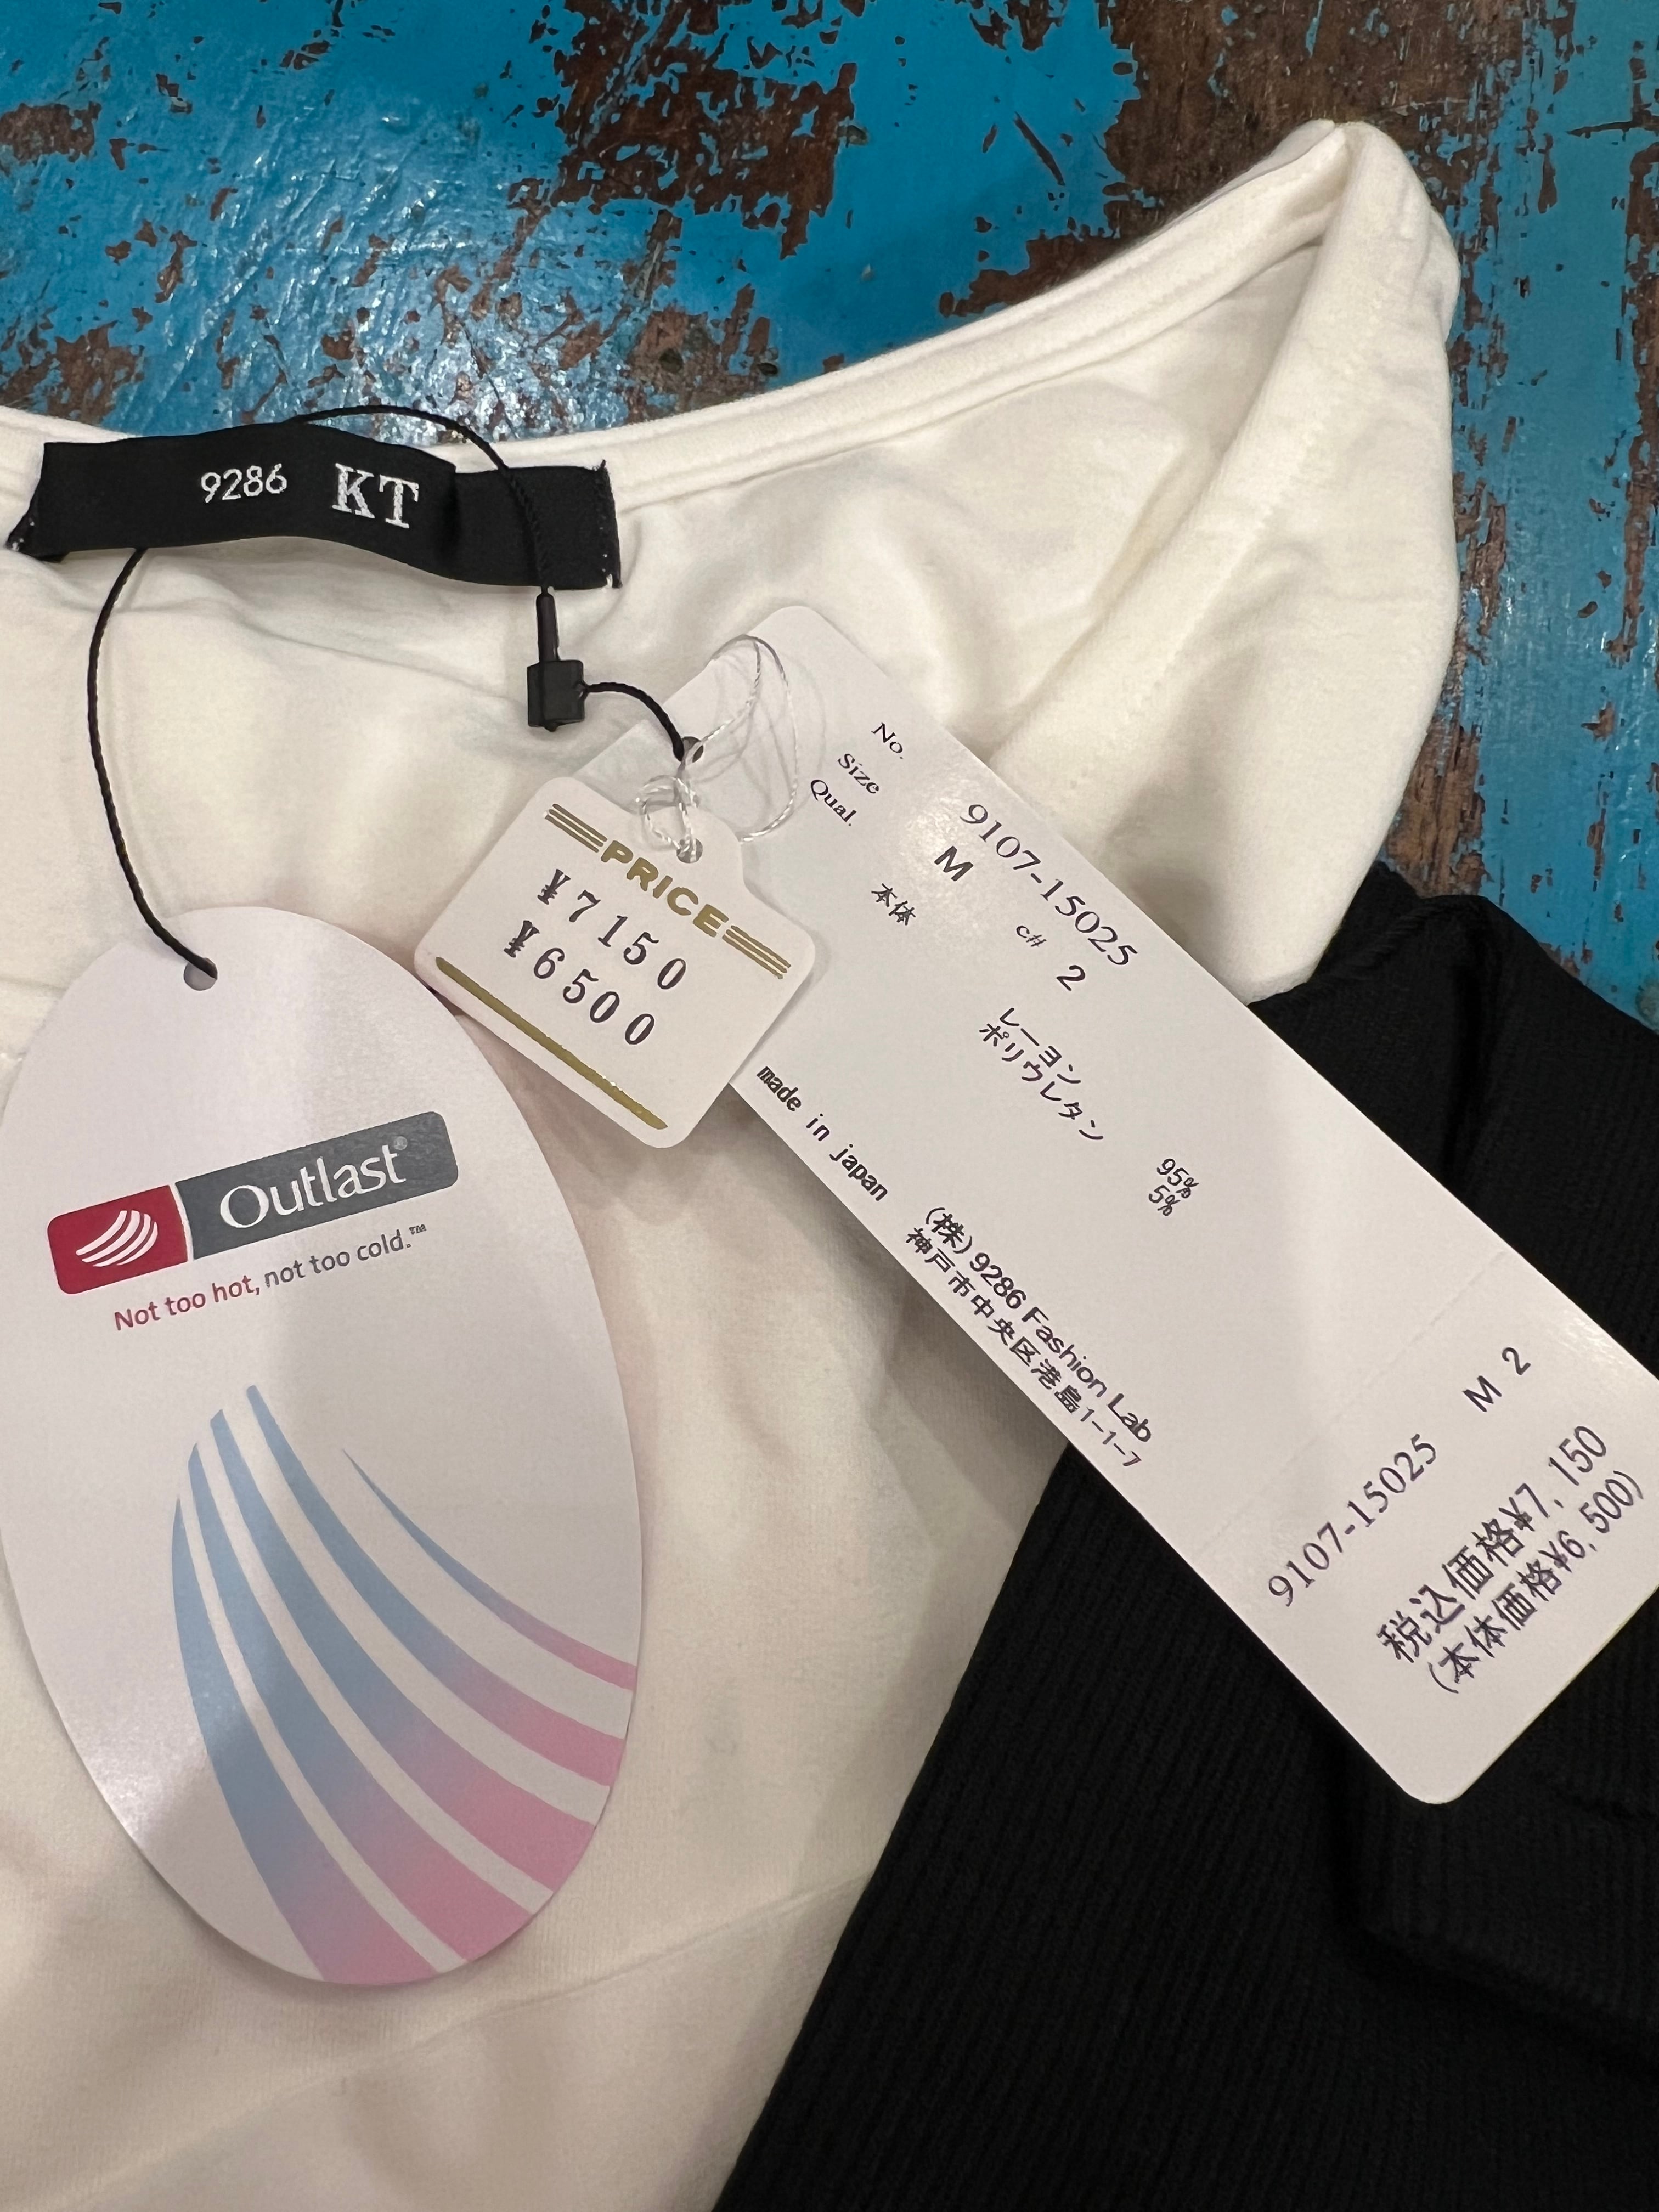 9286 KT
PRICE
¥7150
¥6500
Outlast®
Not too hot, not too cold.™
No. 9107-15025
Size M c# 2
Qual.
本体 レーヨン 95%
ポリウレタン 5%
made in japan
(株)9286 Fashion Lab
神戸市中央区港島1-1-7
M 2
9107-15025
税込価格¥7,150
(本体価格¥6,500)